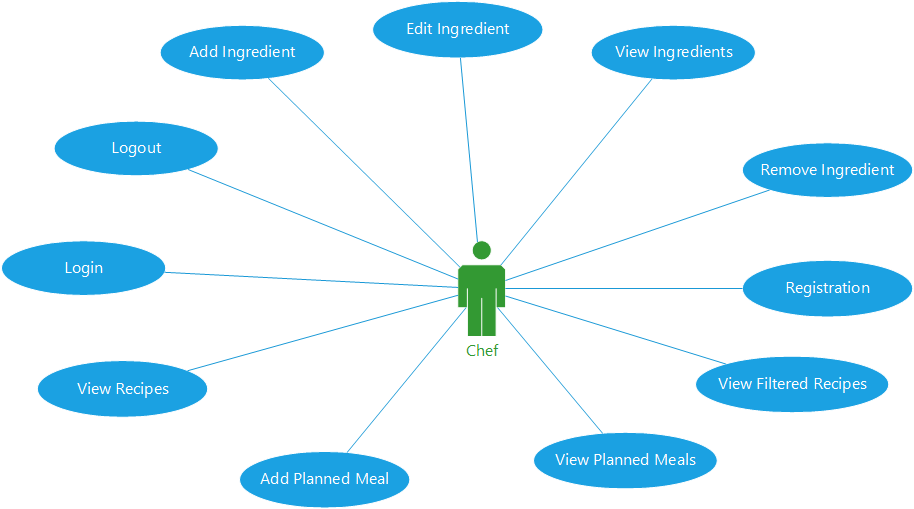 Edit Ingredient
Add Ingredient
View Ingredients
Logout
Remove Ingredient
Login
Registration
Chef
View Recipes
View Filtered Recipes
View Planned Meals
Add Planned Meal